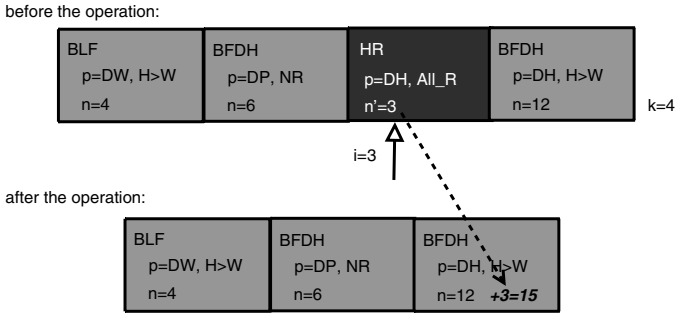 before the operation:
BLF
p=DW, H>W
n=4
BFDH
p=DP, NR
n=6
HR
p=DH, All_R
n'=3
BFDH
p=DH, H>W
n=12
k=4
i=3
after the operation:
BLF
p=DW, H>W
n=4
BFDH
p=DP, NR
n=6
BFDH
p=DH, H>W
n=12 +3=15